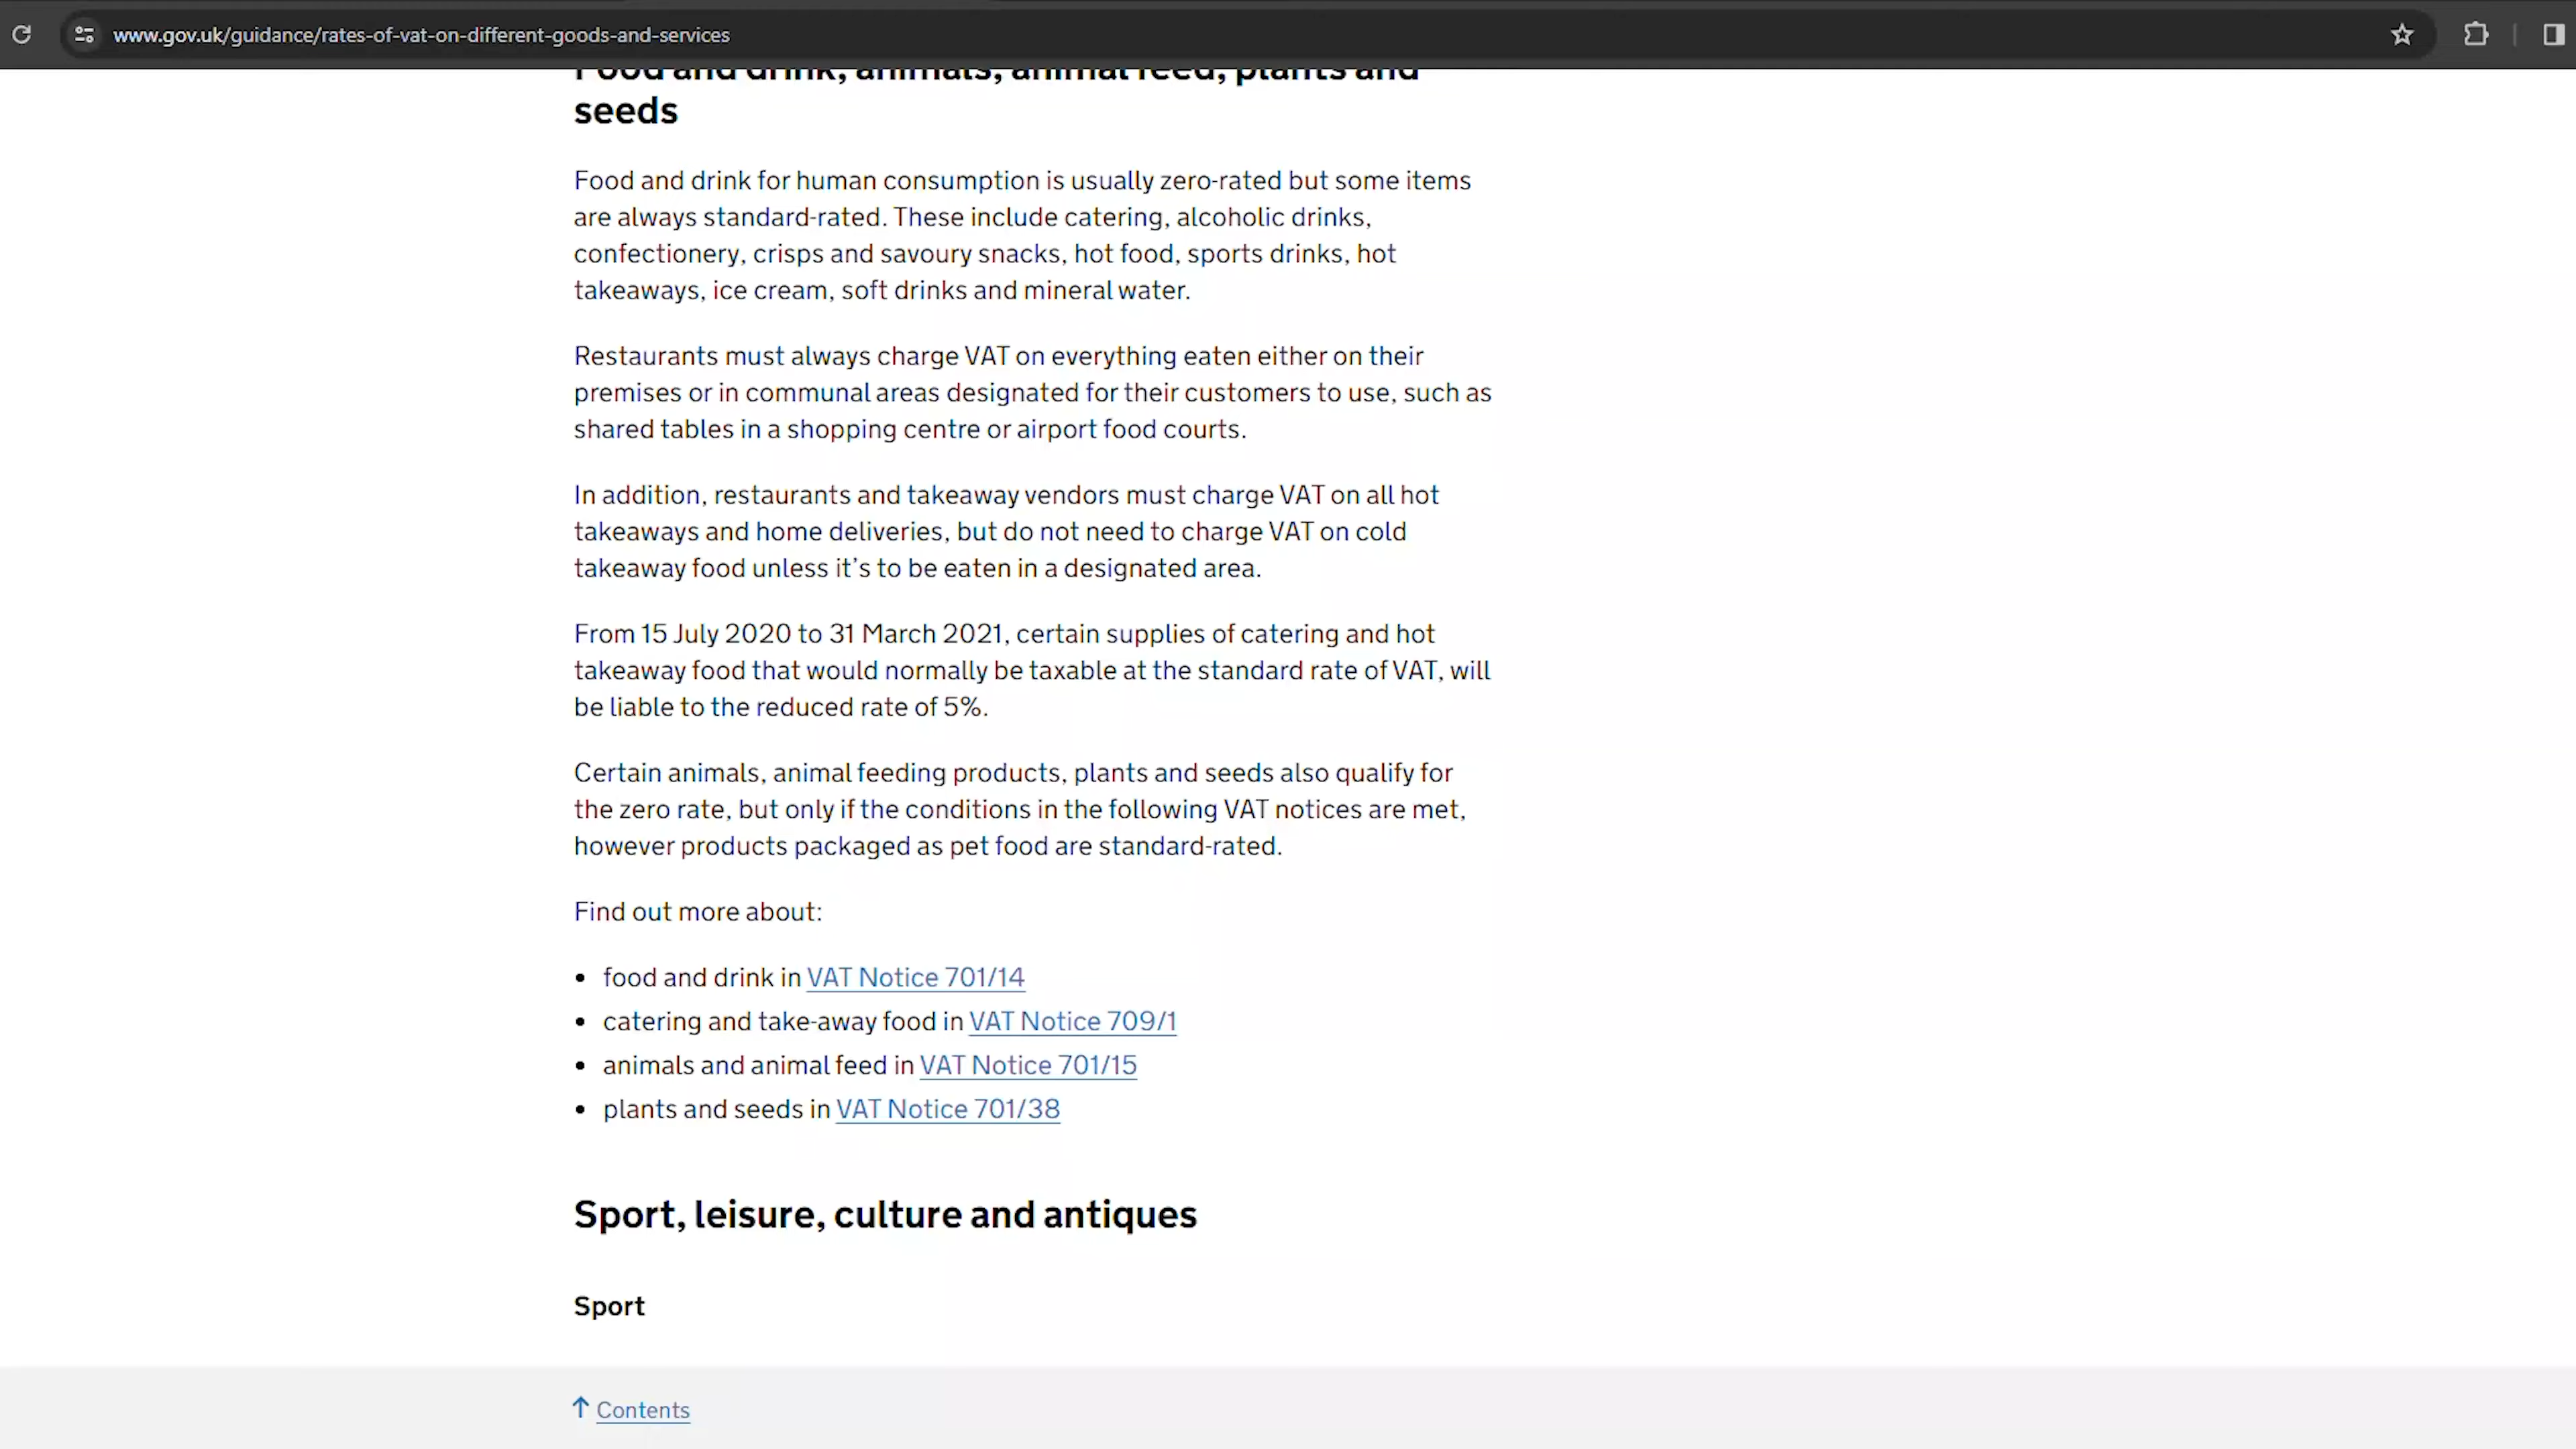 www.gov.uk/guidance/rates-of-vat-on-different-goods-and-services
Food and drink, animals, animal feed, plants and
seeds
Food and drink for human consumption is usually zero-rated but some items
are always standard-rated. These include catering, alcoholic drinks,
confectionery, crisps and savoury snacks, hot food, sports drinks, hot
takeaways, ice cream, soft drinks and mineral water.
Restaurants must always charge VAT on everything eaten either on their
premises or in communal areas designated for their customers to use, such as
shared tables in a shopping centre or airport food courts.
In addition, restaurants and takeaway vendors must charge VAT on all hot
takeaways and home deliveries, but do not need to charge VAT on cold
takeaway food unless it’s to be eaten in a designated area.
From 15 July 2020 to 31 March 2021, certain supplies of catering and hot
takeaway food that would normally be taxable at the standard rate of VAT, will
be liable to the reduced rate of 5%.
Certain animals, animal feeding products, plants and seeds also qualify for
the zero rate, but only if the conditions in the following VAT notices are met,
however products packaged as pet food are standard-rated.
Find out more about:
• food and drink in VAT Notice 701/14
• catering and take-away food in VAT Notice 709/1
• animals and animal feed in VAT Notice 701/15
• plants and seeds in VAT Notice 701/38
Sport, leisure, culture and antiques
Sport
↑ Contents